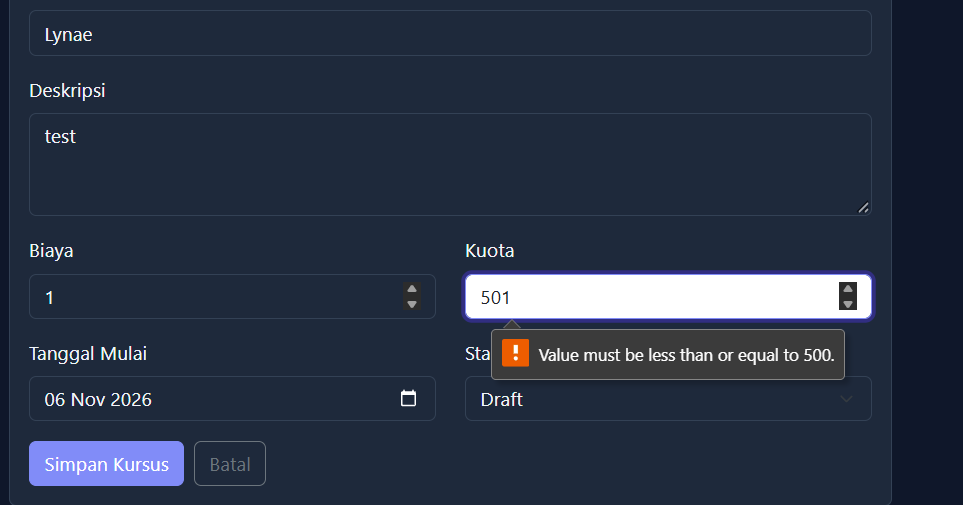 Lynae
Deskripsi
test
Biaya
Kuota
1
501
Value must be less than or equal to 500.
Tanggal Mulai
Sta
06 Nov 2026
Draft
Simpan Kursus
Batal